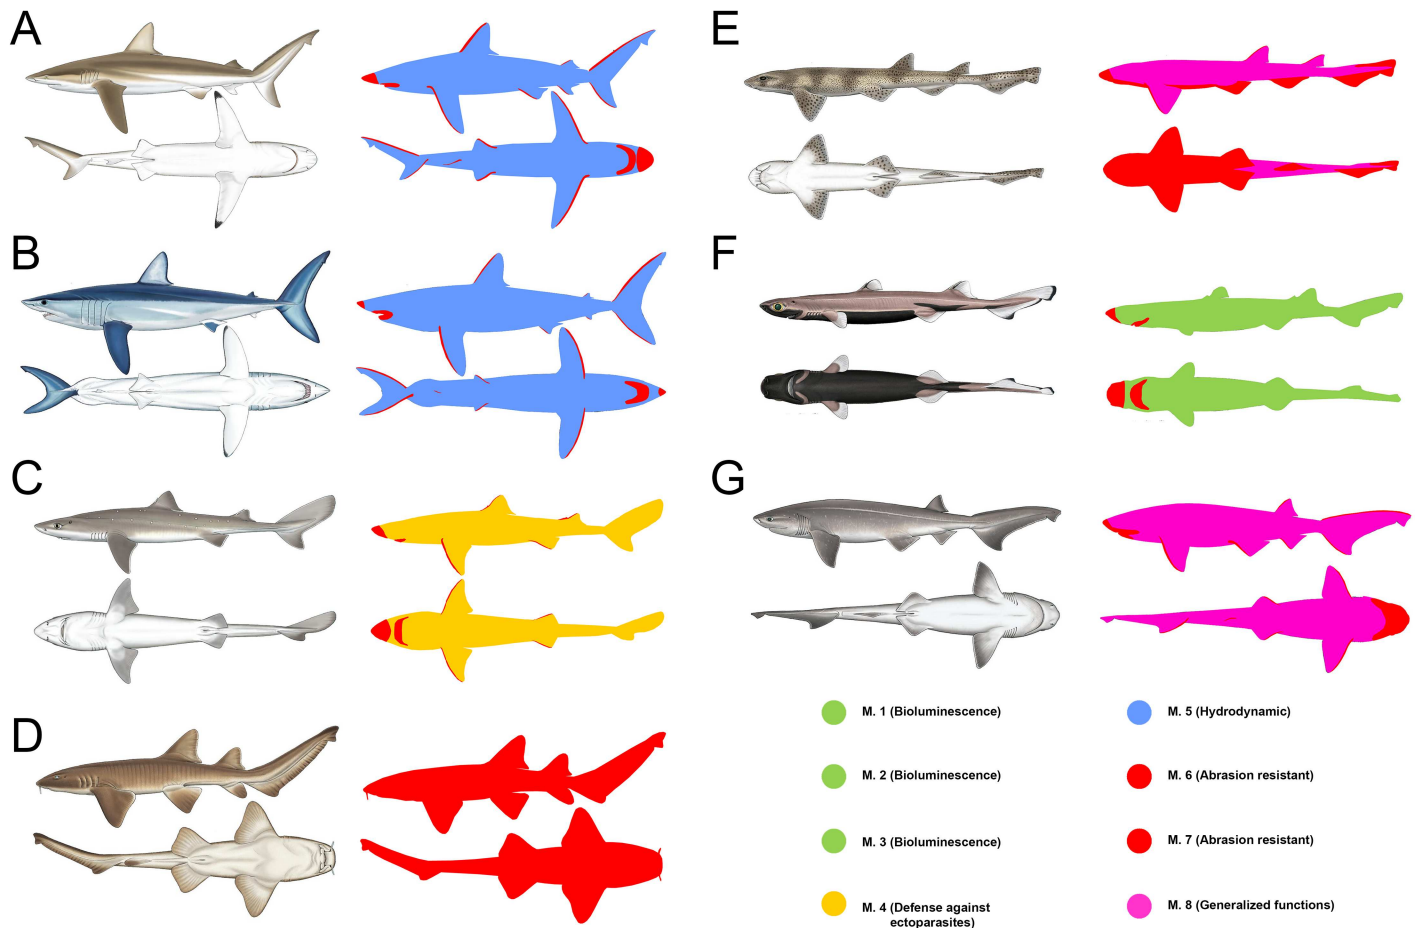 A
B
C
D
E
F
G
M. 1 (Bioluminescence)
M. 2 (Bioluminescence)
M. 3 (Bioluminescence)
M. 4 (Defense against
ectoparasites)
M. 5 (Hydrodynamic)
M. 6 (Abrasion resistant)
M. 7 (Abrasion resistant)
M. 8 (Generalized functions)